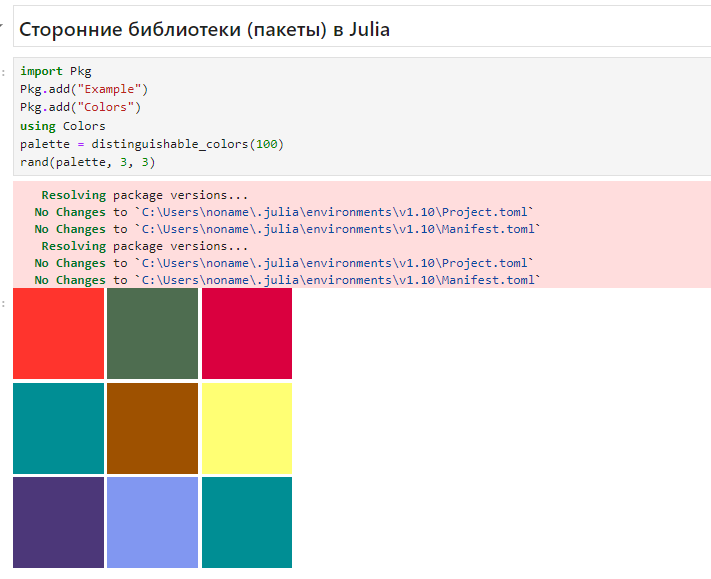 Сторонние библиотеки (пакеты) в Julia
import Pkg
Pkg.add("Example")
Pkg.add("Colors")
using Colors
palette = distinguishable_colors(100)
rand(palette, 3, 3)
Resolving package versions...
No Changes to `C:\Users\noname\.julia\environments\v1.10\Project.toml`
No Changes to `C:\Users\noname\.julia\environments\v1.10\Manifest.toml`
Resolving package versions...
No Changes to `C:\Users\noname\.julia\environments\v1.10\Project.toml`
No Changes to `C:\Users\noname\.julia\environments\v1.10\Manifest.toml`